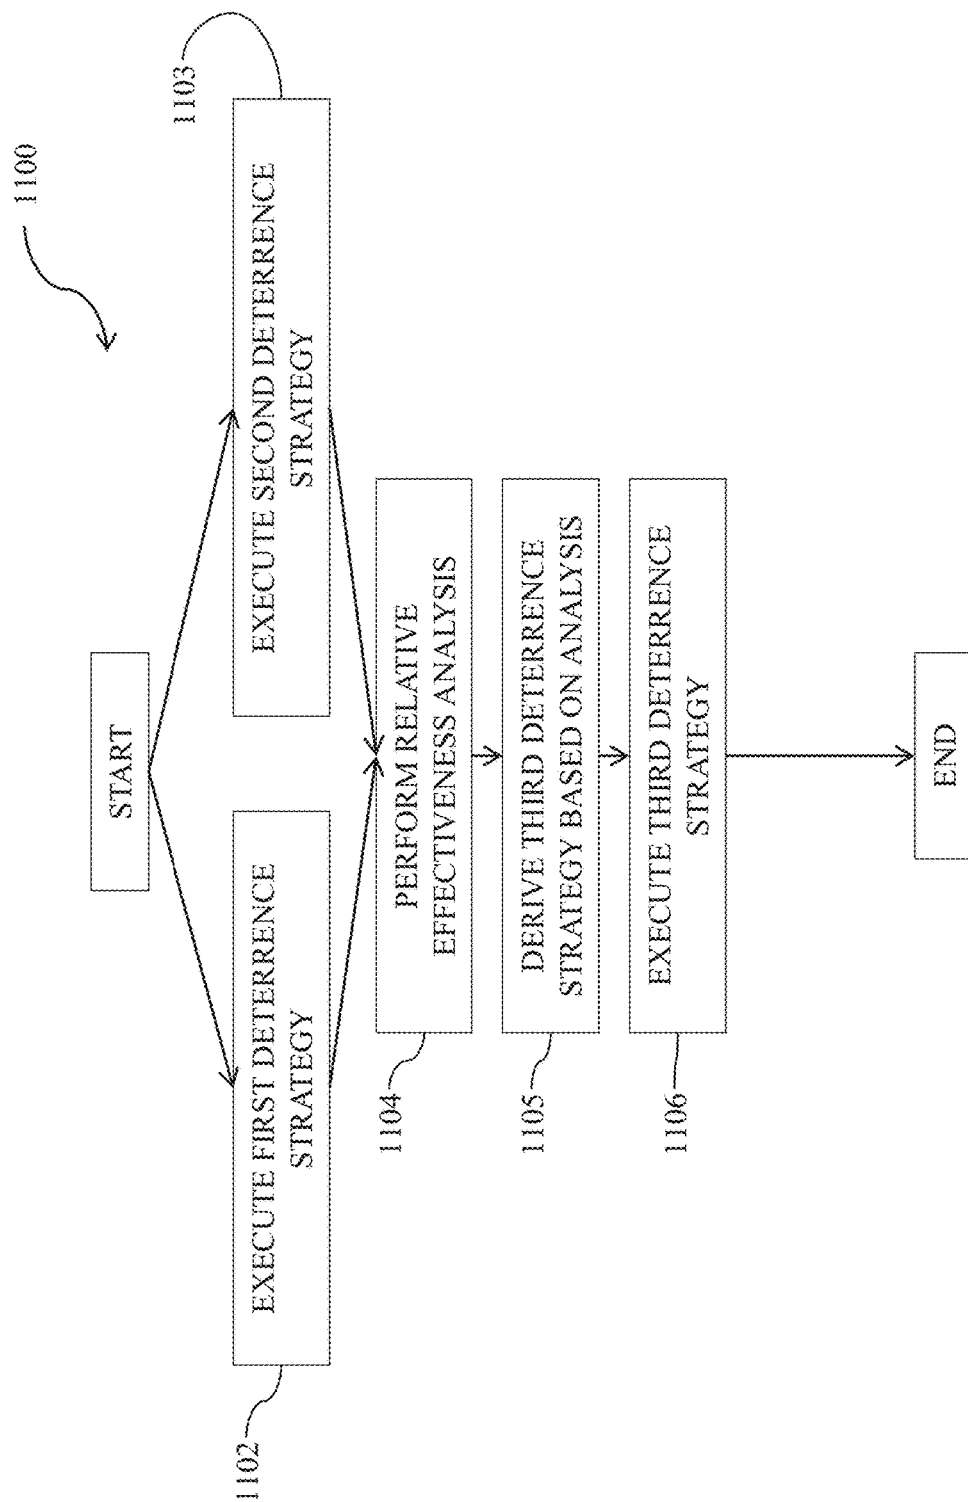 1100
START
1103
EXECUTE FIRST DETERRENCE
STRATEGY
EXECUTE SECOND DETERRENCE
STRATEGY
1102
1104
PERFORM RELATIVE
EFFECTIVENESS ANALYSIS
1105
DERIVE THIRD DETERRENCE
STRATEGY BASED ON ANALYSIS
1106
EXECUTE THIRD DETERRENCE
STRATEGY
END